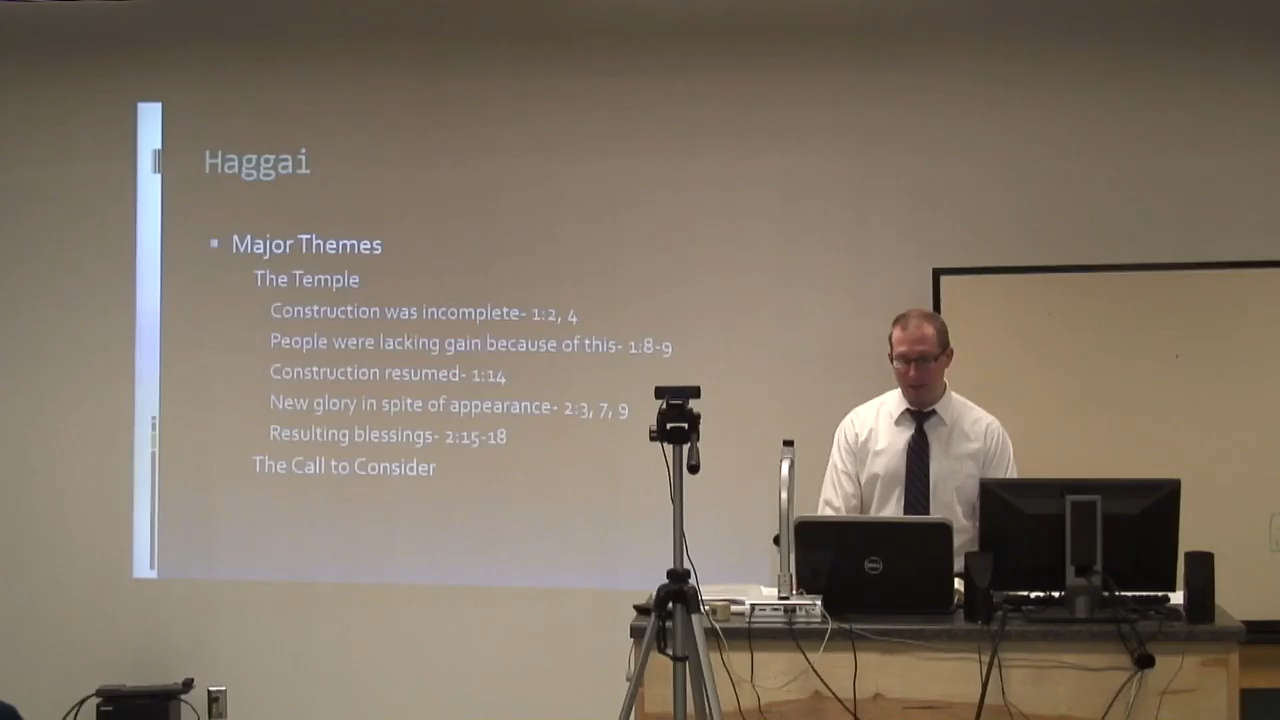 Haggai
Major Themes
The Temple
Construction was incomplete- 1:2, 4
People were lacking gain because of this- 1:8-9
Construction resumed- 1:14
New glory in spite of appearance- 2:3, 7, 9
Resulting blessings- 2:15-18
The Call to Consider
DELL